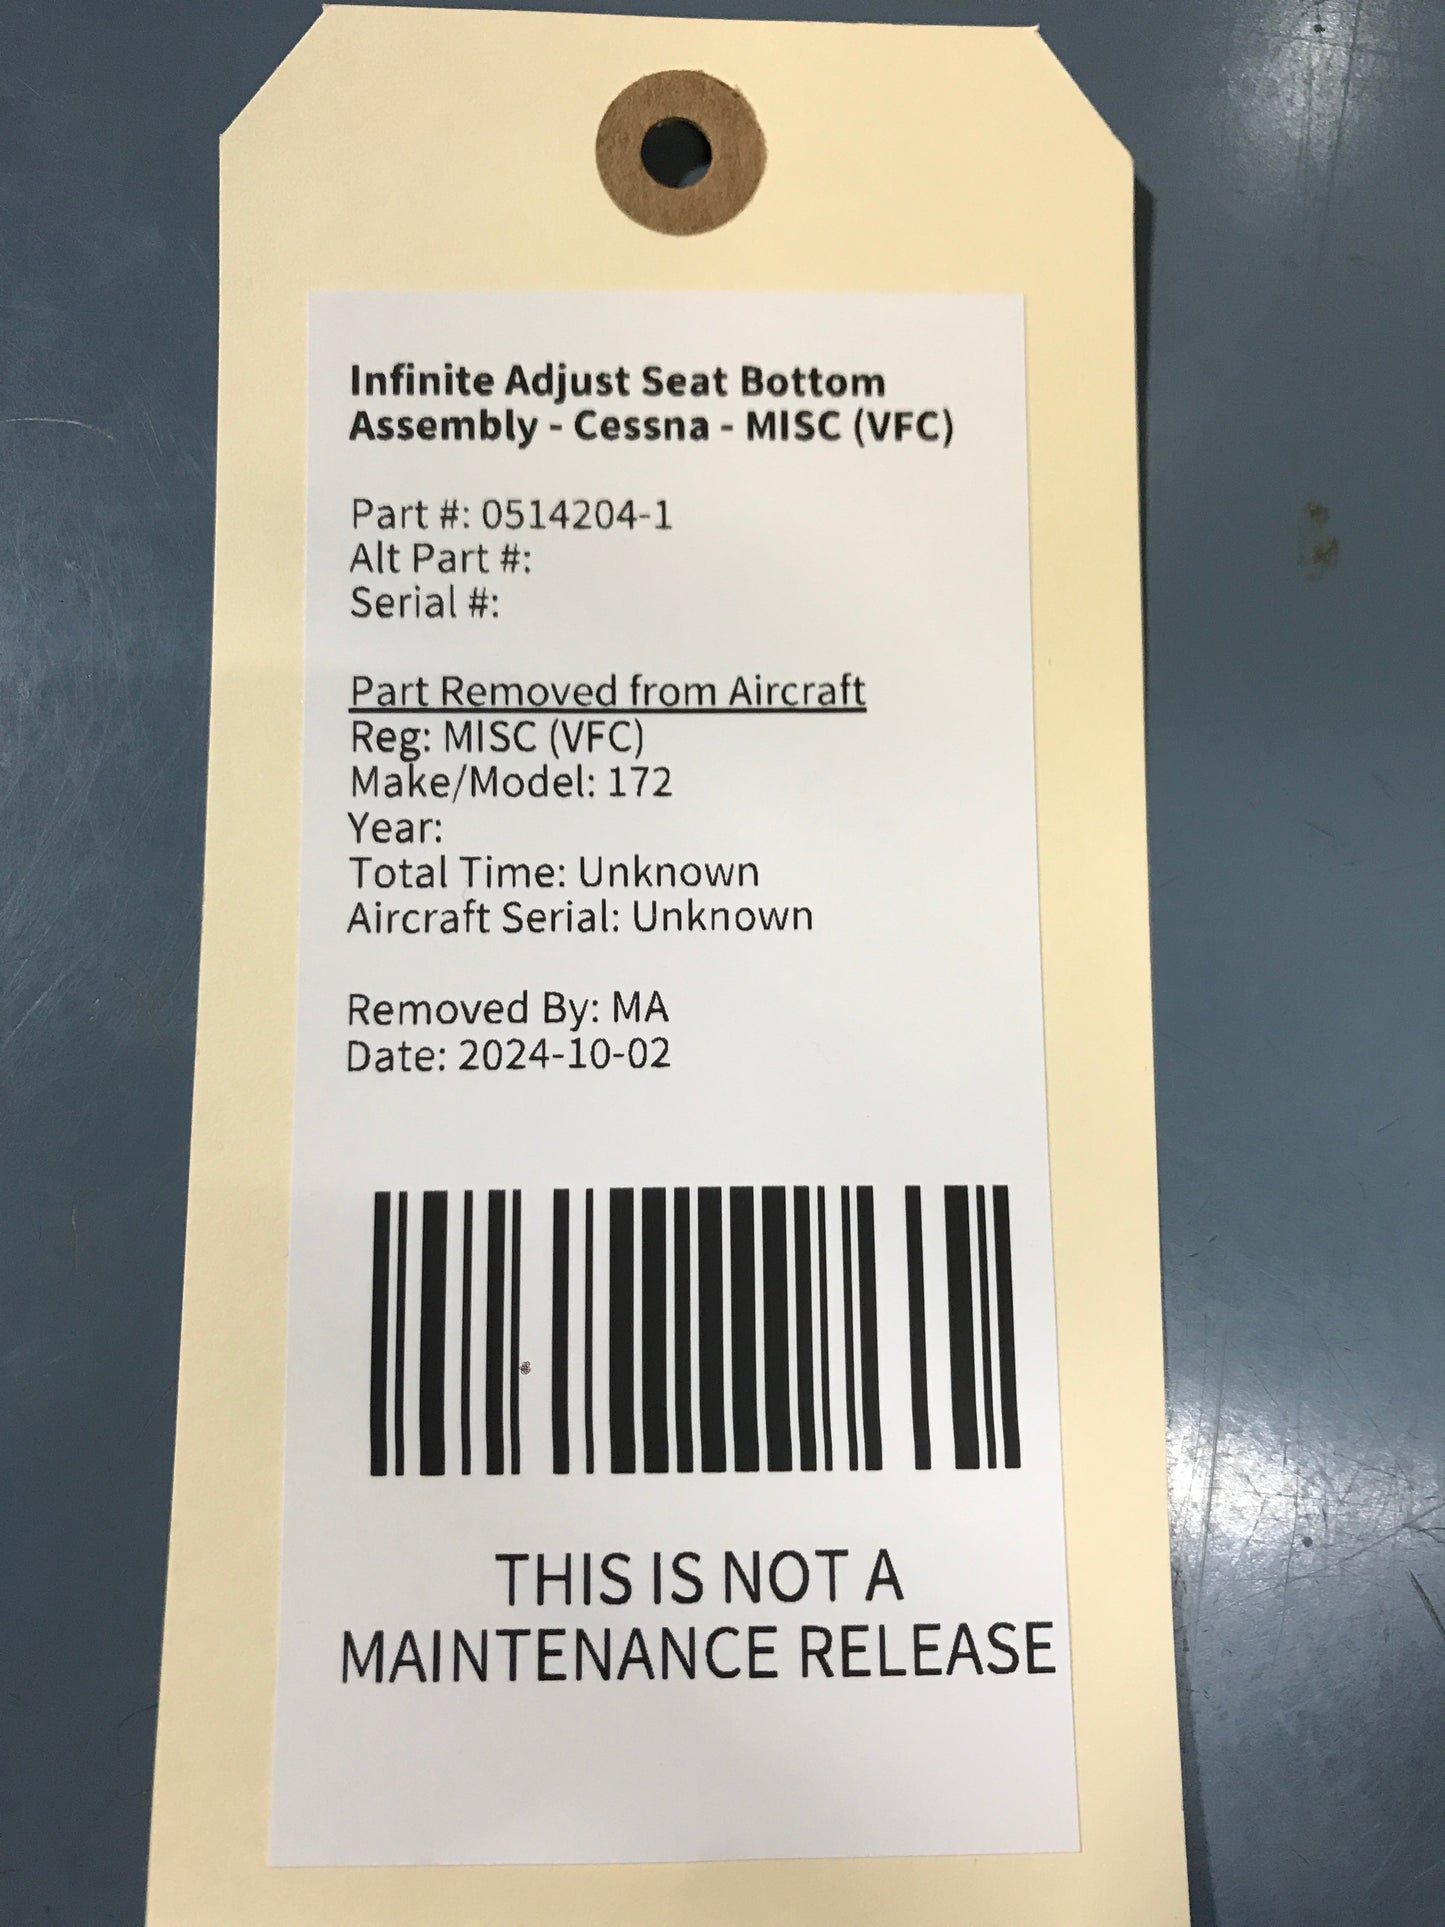 Infinite Adjust Seat Bottom
Assembly - Cessna - MISC (VFC)
Part #: 0514204-1
Alt Part #:
Serial #:
Part Removed from Aircraft
Reg: MISC (VFC)
Make/Model: 172
Year:
Total Time: Unknown
Aircraft Serial: Unknown
Removed By: MA
Date: 2024-10-02
THIS IS NOT A
MAINTENANCE RELEASE